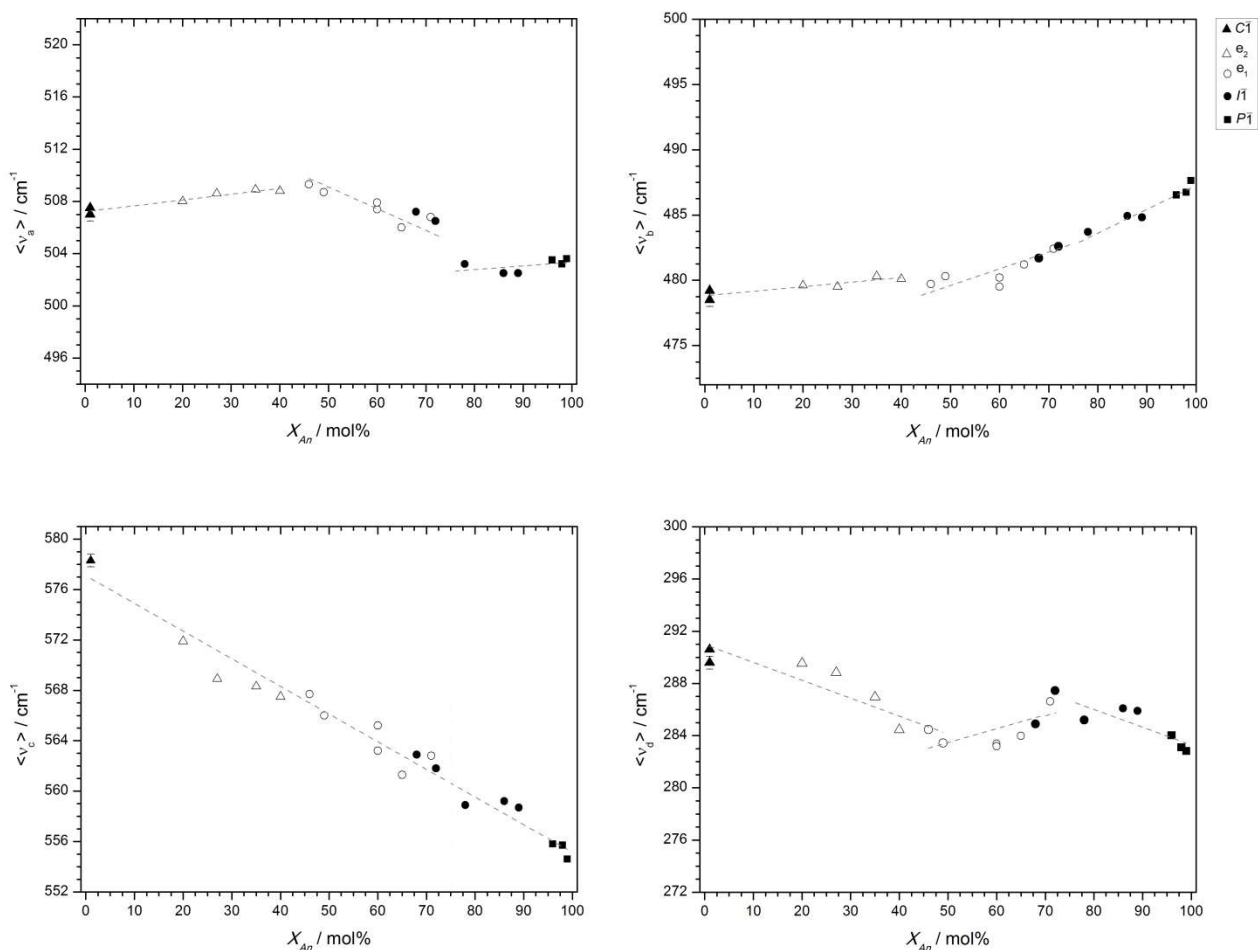 520
516
512
508
504
500
496
<νₐ> / cm⁻¹
0 10 20 30 40 50 60 70 80 90 100
X_An / mol%
500
495
490
485
480
475
<ν_b> / cm⁻¹
0 10 20 30 40 50 60 70 80 90 100
X_An / mol%
C1̄
e₂
e₁
I1̄
P1̄
580
576
572
568
564
560
556
552
<ν_c> / cm⁻¹
0 10 20 30 40 50 60 70 80 90 100
X_An / mol%
300
296
292
288
284
280
276
272
<ν_d> / cm⁻¹
0 10 20 30 40 50 60 70 80 90 100
X_An / mol%